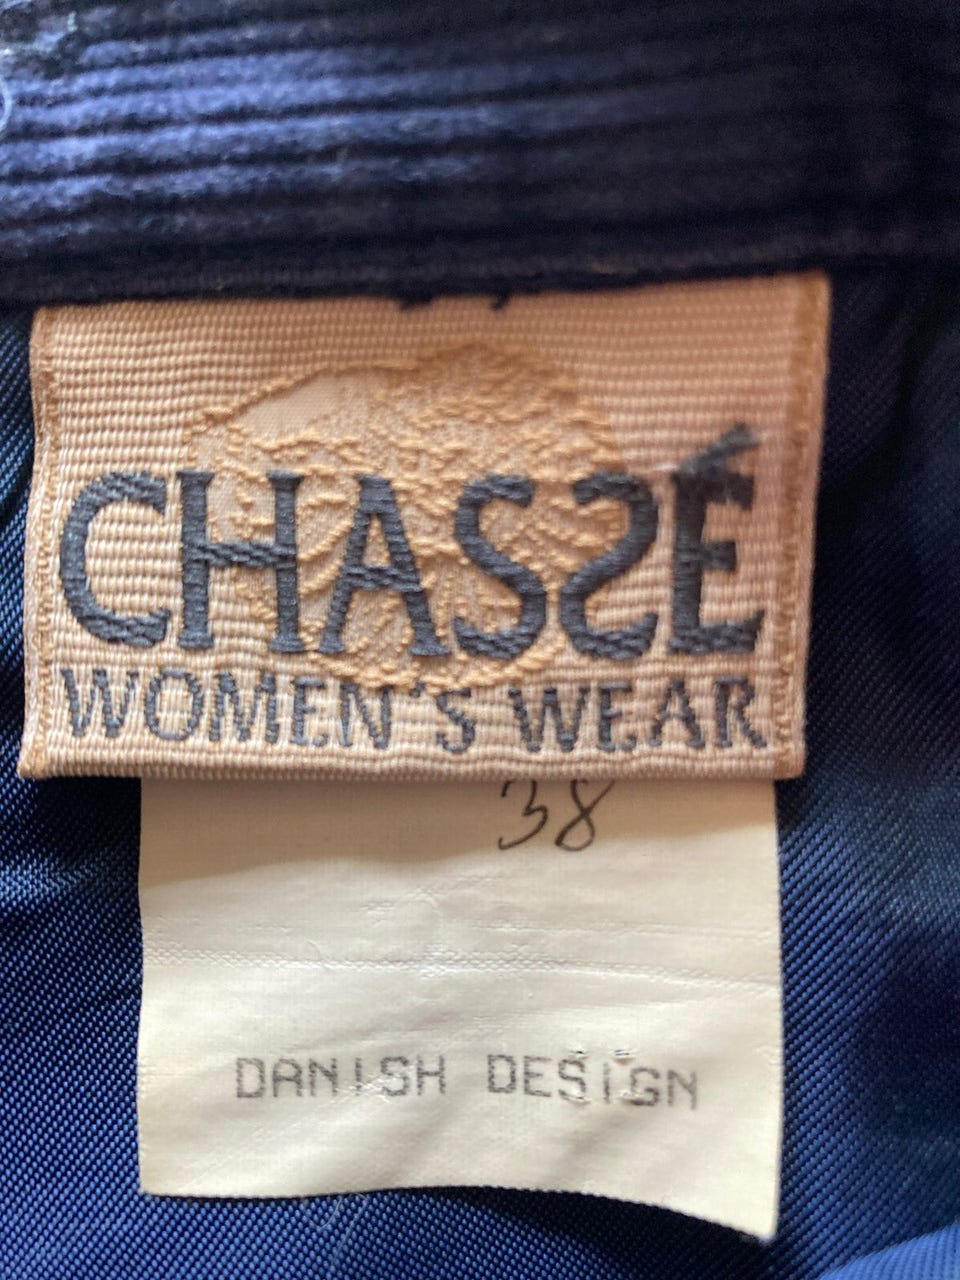 CHASSÉ
WOMEN'S WEAR
38
DANISH DESIGN